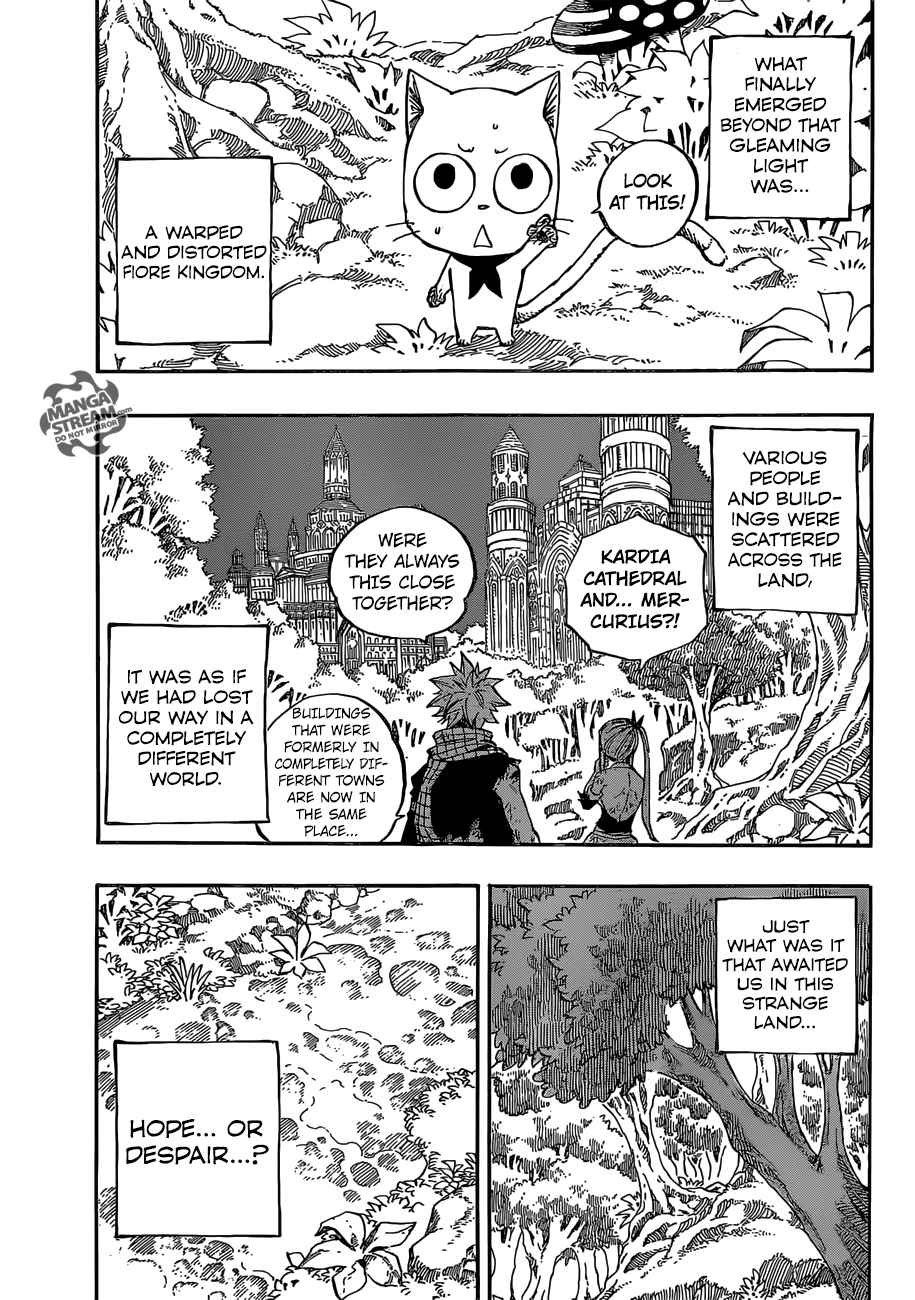 WHAT
FINALLY
EMERGED
BEYOND THAT
GLEAMING
LIGHT
WAS...
LOOK
AT THIS!
A WARPED
AND DISTORTED
FIORE KINGDOM.
MANGA
STREAM.com
DO NOT MIRROR
VARIOUS
PEOPLE
AND BUILD-
INGS WERE
SCATTERED
ACROSS THE
LAND,
KARDIA
CATHEDRAL
AND... MER-
CURIUS?!
WERE
THEY ALWAYS
THIS CLOSE
TOGETHER?
BUILDINGS
THAT WERE
FORMERLY IN
COMPLETELY DIF-
FERENT TOWNS
ARE NOW IN
THE SAME
PLACE...
IT WAS AS IF
WE HAD LOST
OUR WAY IN A
COMPLETELY
DIFFERENT
WORLD.
JUST
WHAT WAS IT
THAT AWAITED
US IN THIS
STRANGE
LAND...
HOPE... OR
DESPAIR...?